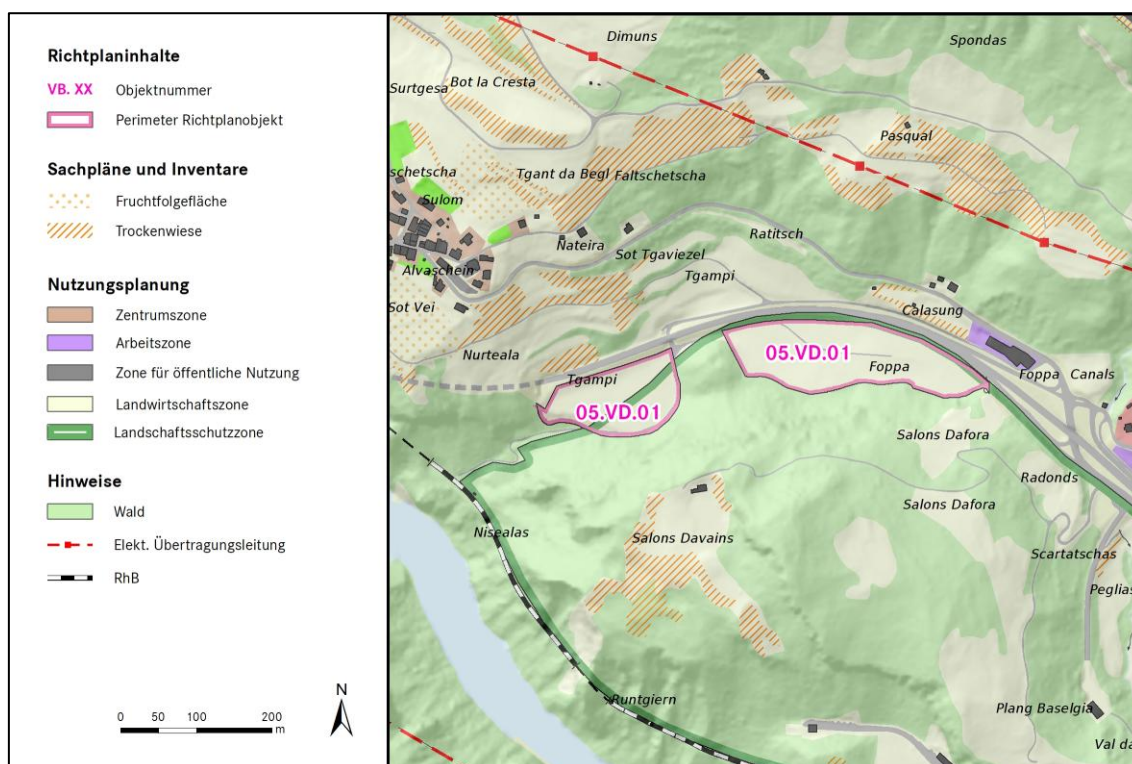 Richtplaninhalte
VB. XX Objektnummer
Perimeter Richtplanobjekt
Sachpläne und Inventare
Fruchtfolgefläche
Trockenwiese
Nutzungsplanung
Zentrumszone
Arbeitszone
Zone für öffentliche Nutzung
Landwirtschaftszone
Landschaftsschutzzone
Hinweise
Wald
Elekt. Übertragungsleitung
RhB
0 50 100 200
m
N
Dimuns
Spondas
Bot la Cresta
Surtgesa
Pasqual
schetscha
Tgant da Begl
Faltschetscha
Sulom
Ratitsch
Nateira
Sot Tgaviezel
Alvaschein
Tgampi
Sot Vei
Calasung
Nurteala
05.VD.01
Foppa
Foppa Canals
Tgampi
05.VD.01
Salons Dafora
Radonds
Salons Dafora
Nisealas
Salons Davains
Scartatschas
Peglias
Runtgiern
Plang Baselgia
Val da